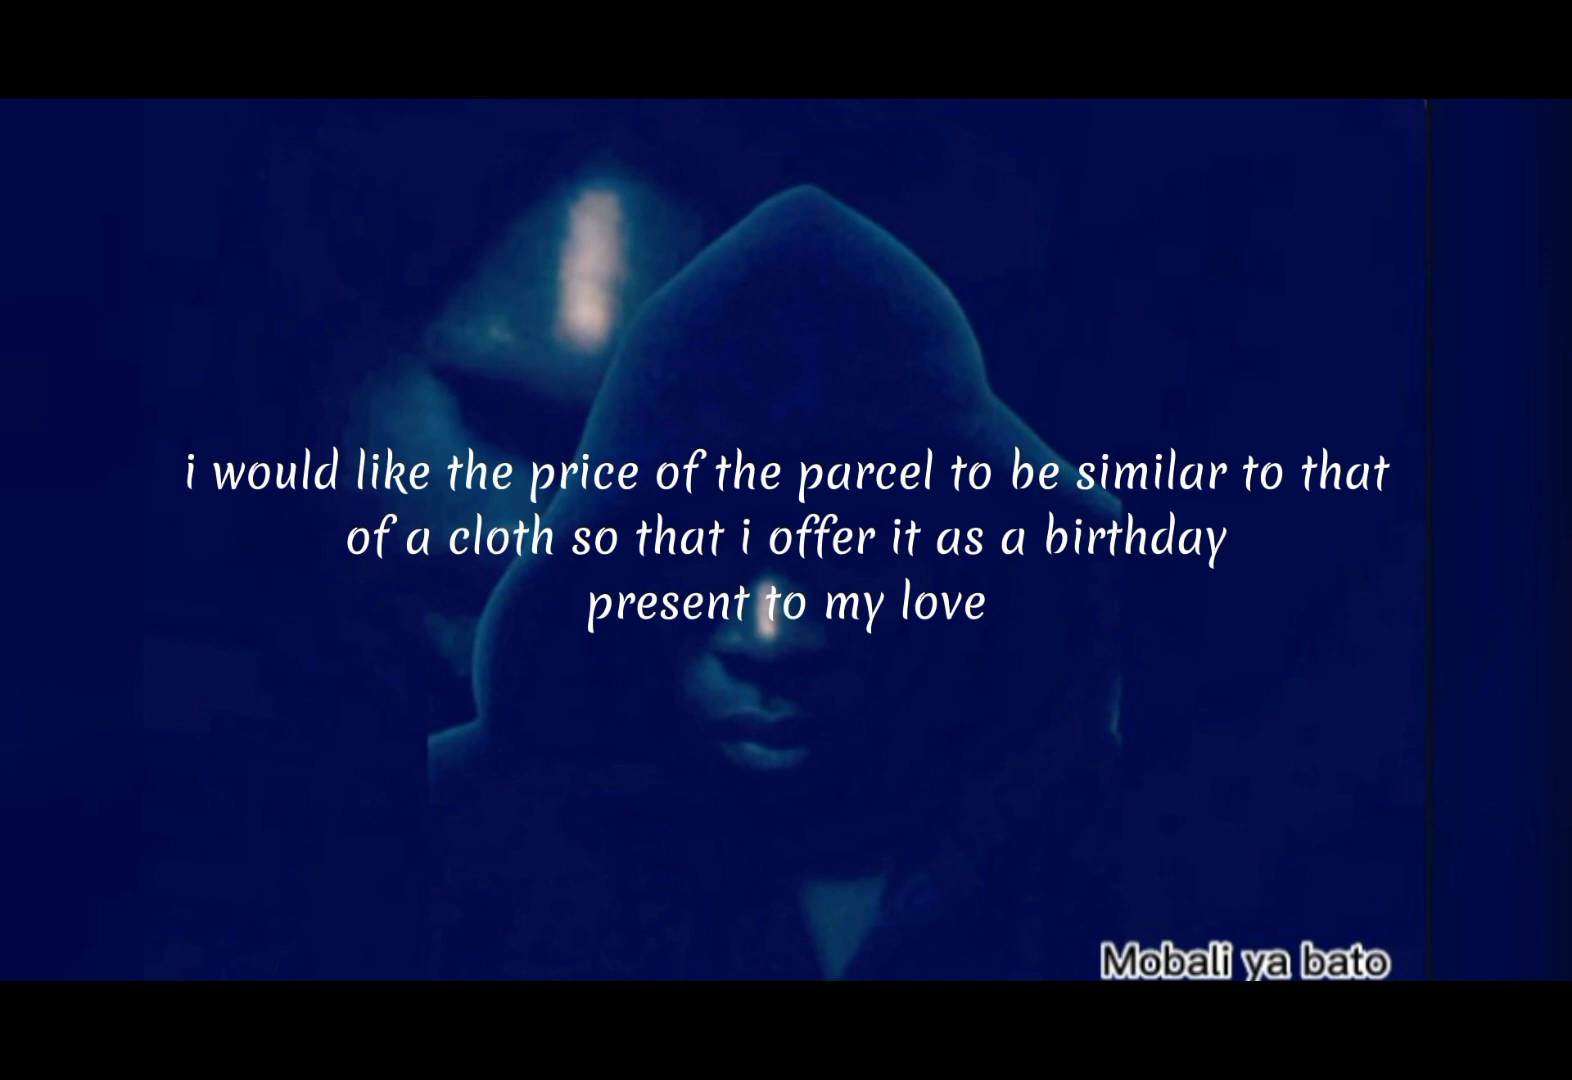 i would like the price of the parcel to be similar to that
of a cloth so that i offer it as a birthday
present to my love
Mobali ya bato